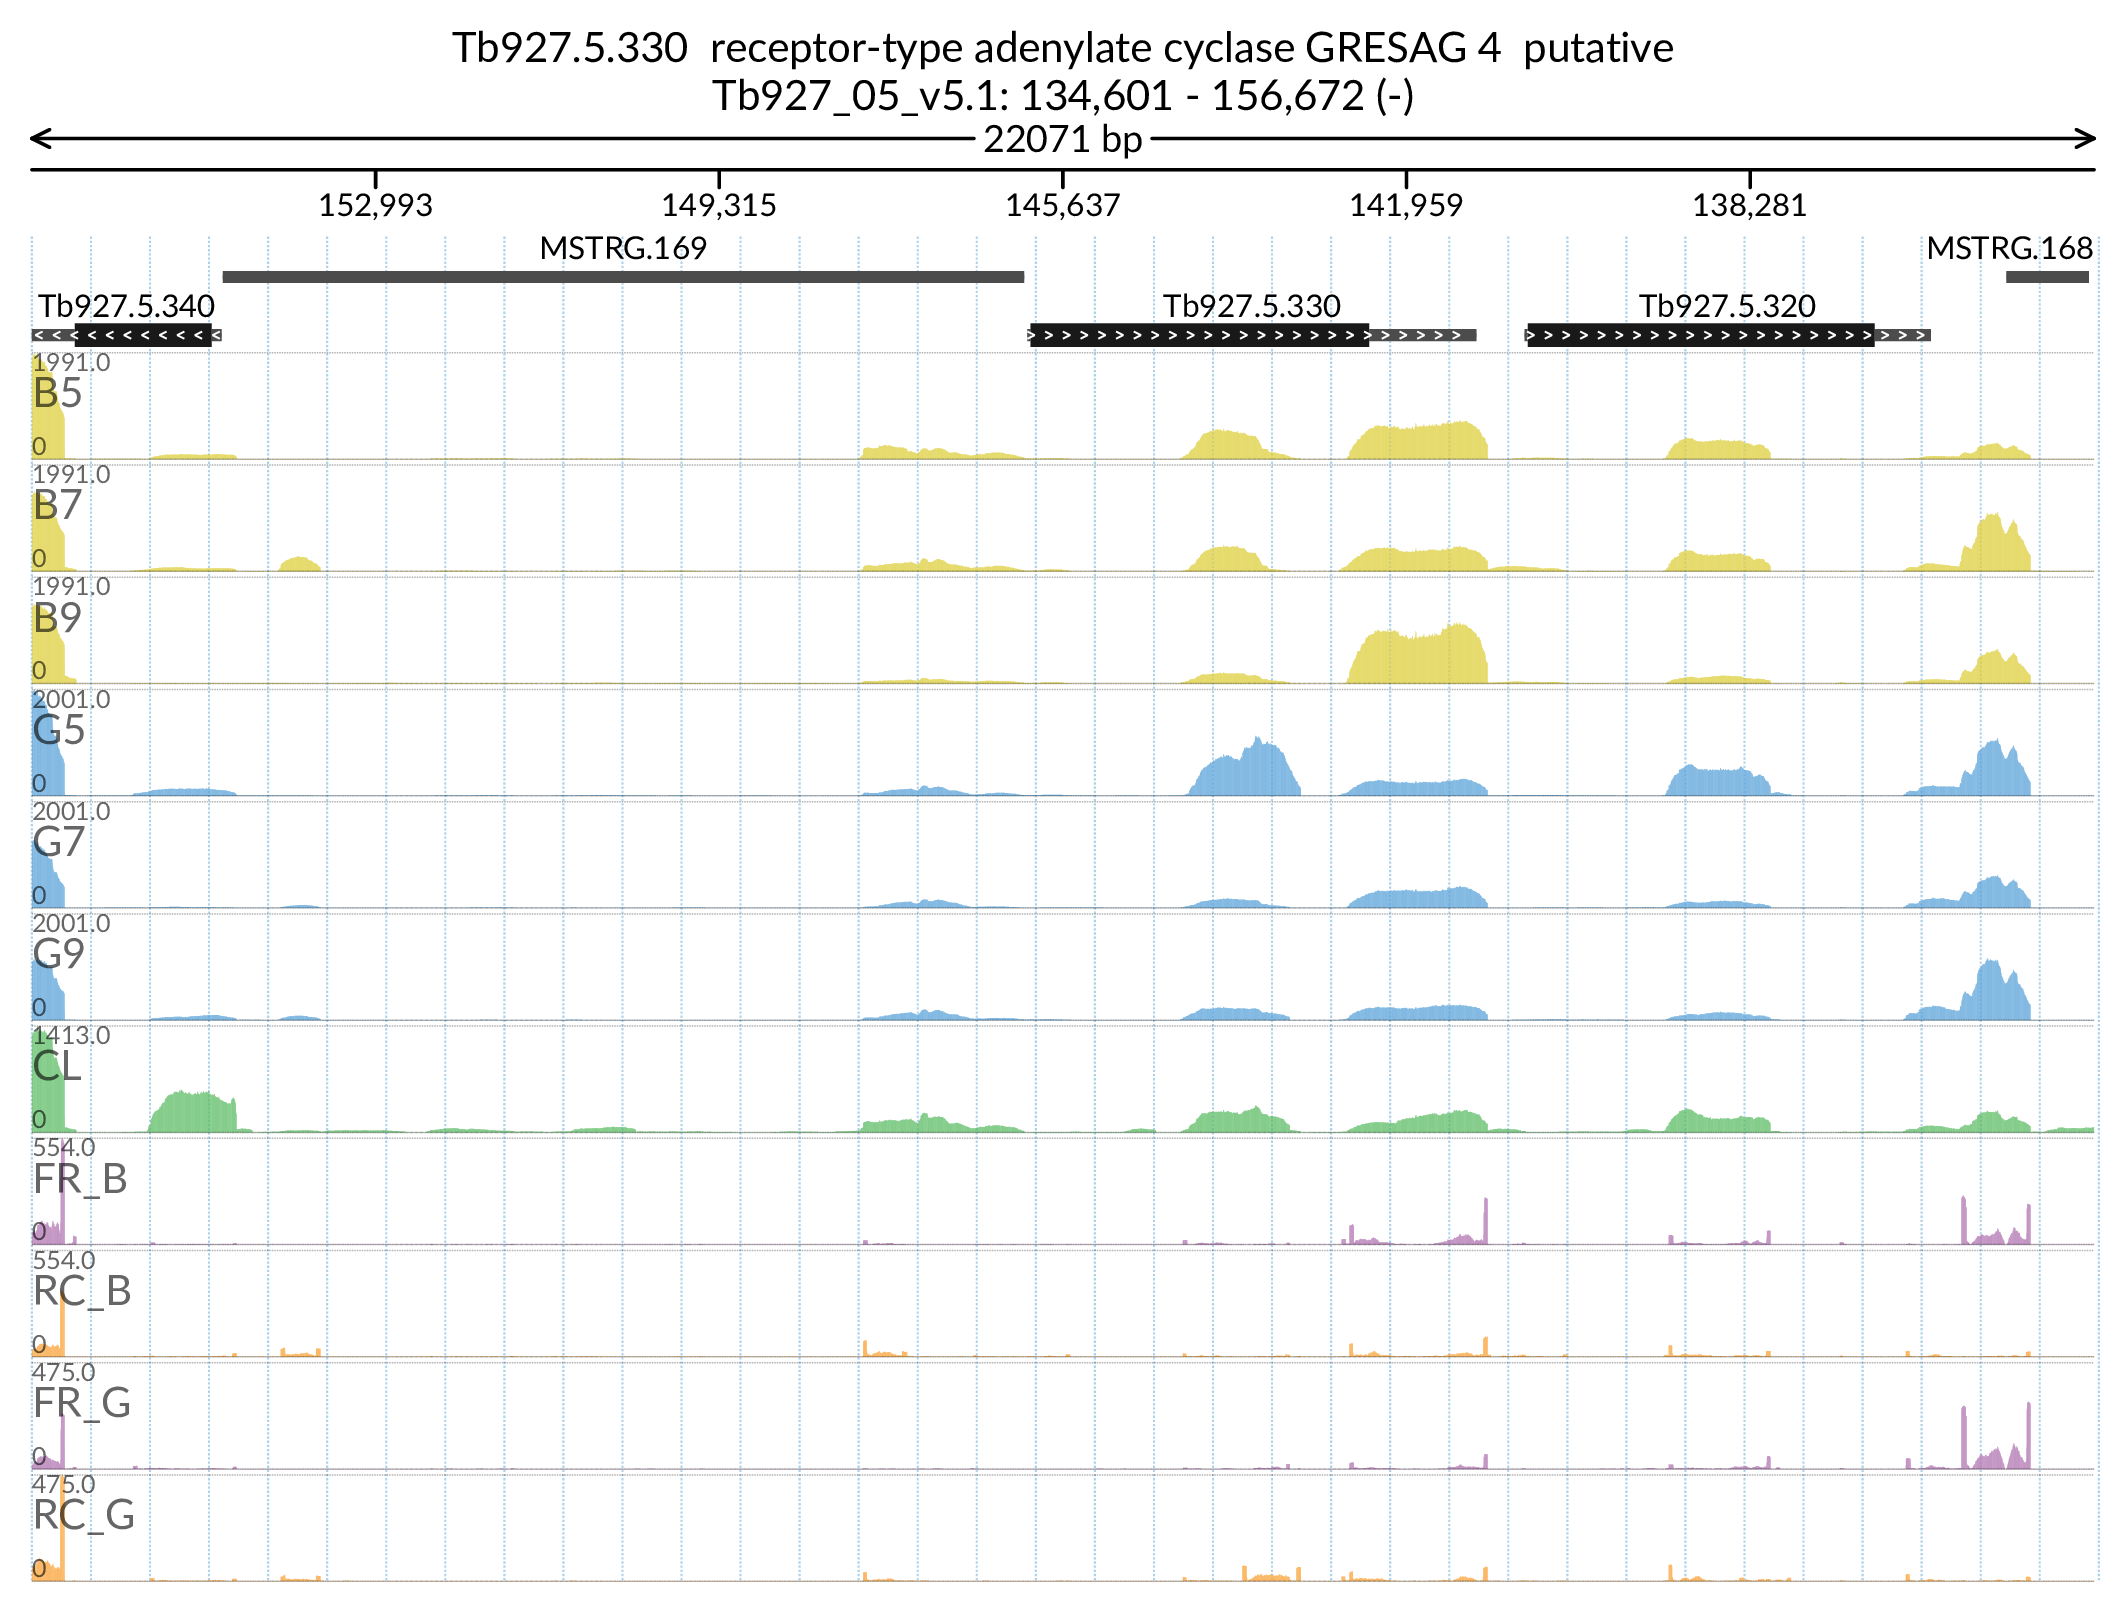 Tb927.5.330  receptor-type adenylate cyclase GRESAG 4  putative
Tb927_05_v5.1: 134,601 - 156,672 (-)
22071 bp
152,993 149,315 145,637 141,959 138,281
MSTRG.169 MSTRG.168
Tb927.5.340 Tb927.5.330 Tb927.5.320
1991.0
B5
0
1991.0
B7
0
1991.0
B9
0
2001.0
G5
0
2001.0
G7
0
2001.0
G9
0
1413.0
CL
0
554.0
FR_B
0
554.0
RC_B
0
475.0
FR_G
0
475.0
RC_G
0